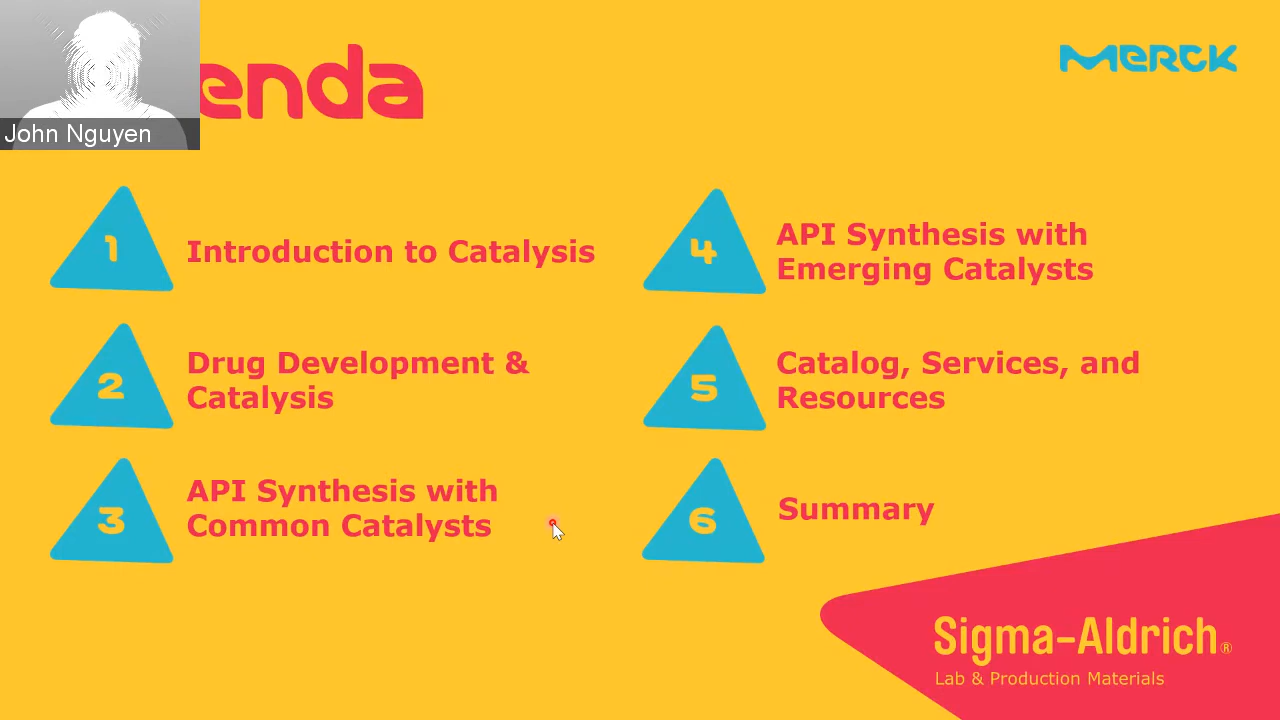 John Nguyen
enda
MERCK
1
Introduction to Catalysis
2
Drug Development &
Catalysis
3
API Synthesis with
Common Catalysts
4
API Synthesis with
Emerging Catalysts
5
Catalog, Services, and
Resources
6
Summary
Sigma-Aldrich®
Lab & Production Materials